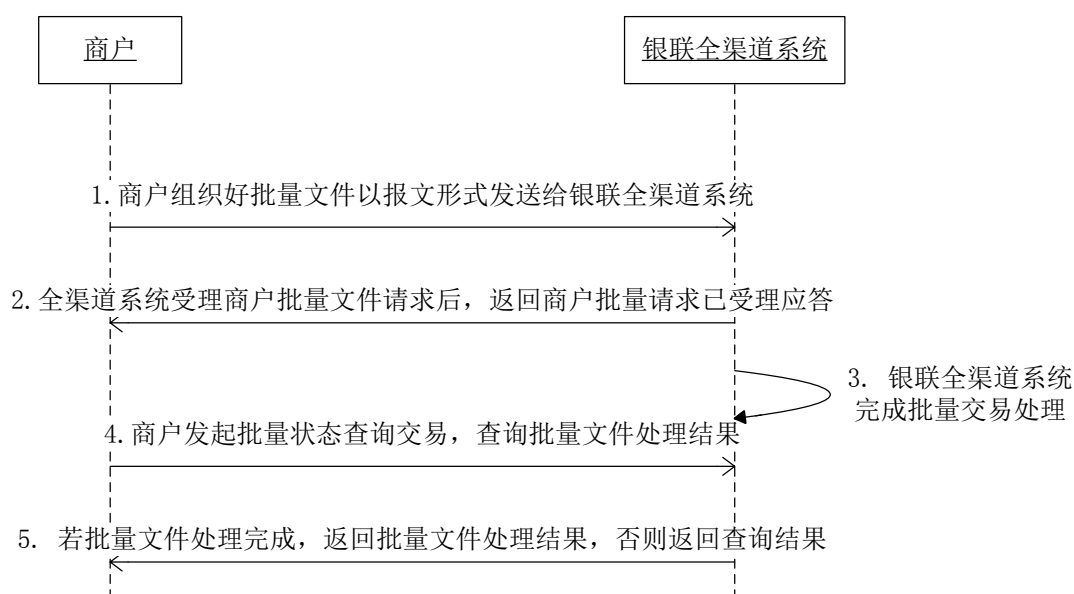 商户
银联全渠道系统
1.商户组织好批量文件以报文形式发送给银联全渠道系统
2.全渠道系统受理商户批量文件请求后，返回商户批量请求已受理应答
3. 银联全渠道系统
完成批量交易处理
4.商户发起批量状态查询交易，查询批量文件处理结果
5. 若批量文件处理完成，返回批量文件处理结果，否则返回查询结果